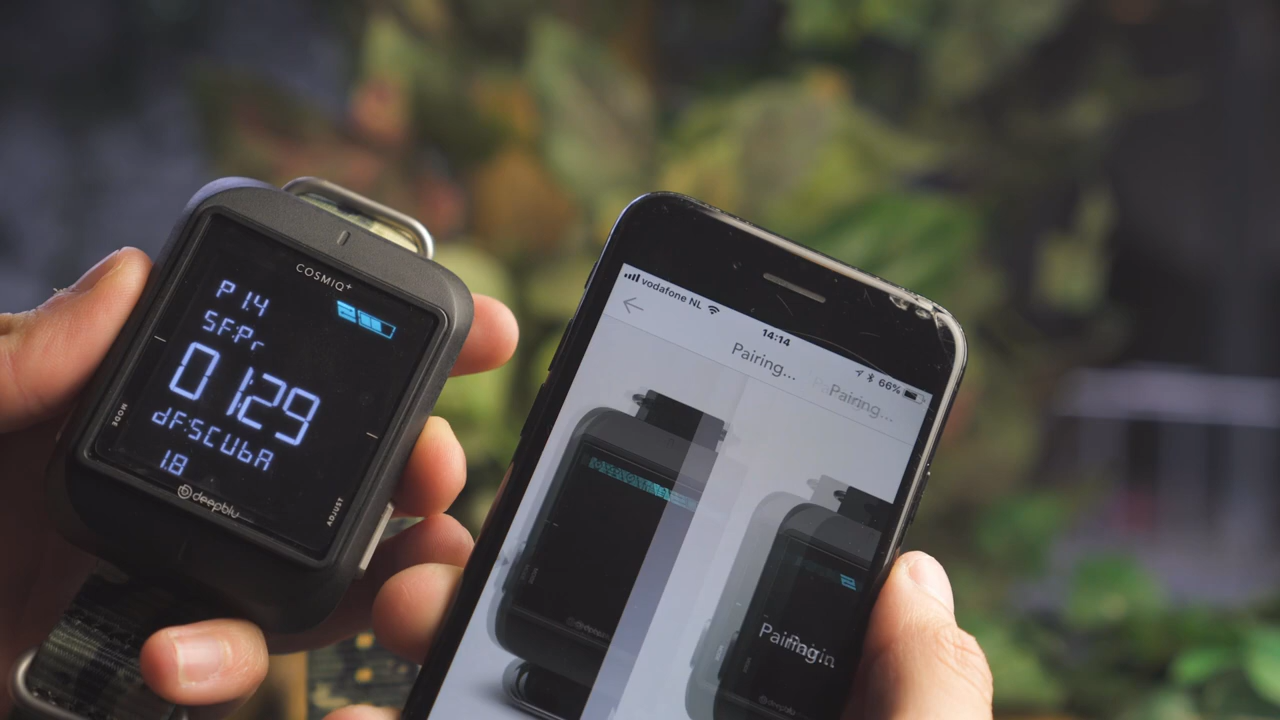 COSMIQ+
P 1.4
SF:Pr
0 1:29
dF:SCUbA
1.8
MODE
ADJUST
deepblu
vodafone NL
14:14
66%
Pairing...
Pairing...